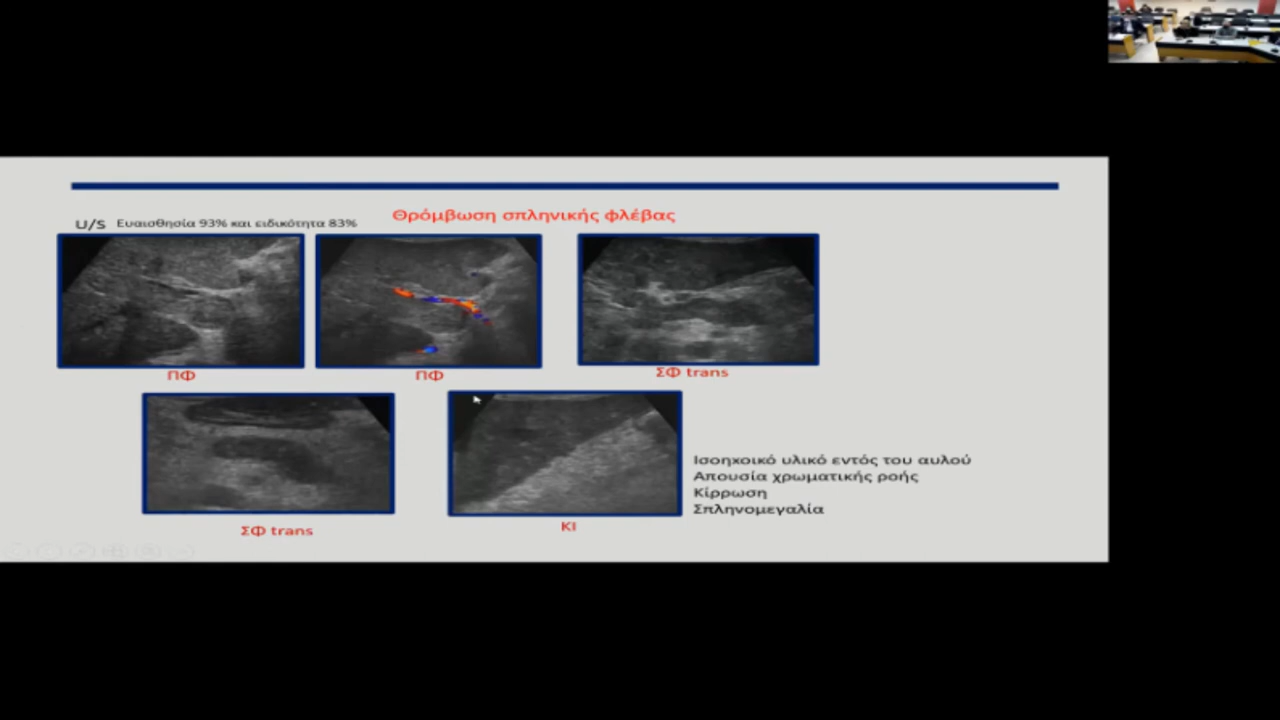 Θρόμβωση σπληνικής φλέβας
U/S Ευαισθησία 93% και ειδικότητα 83%
ΠΦ
ΠΦ
ΣΦ trans
ΣΦ trans
ΚΙ
Ισοηχοικό υλικό εντός του αυλού
Απουσία χρωματικής ροής
Κίρρωση
Σπληνομεγαλία